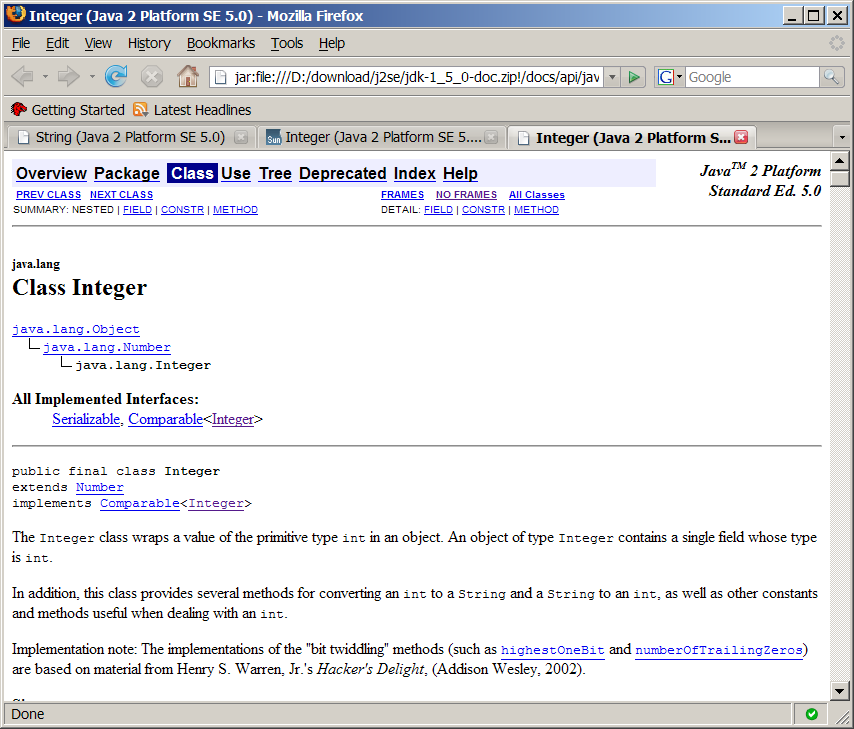 Integer (Java 2 Platform SE 5.0) - Mozilla Firefox
File Edit View History Bookmarks Tools Help
jar:file:///D:/download/j2se/jdk-1_5_0-doc.zip!/docs/api/jav G Google
Getting Started Latest Headlines
String (Java 2 Platform SE 5.0) Sun Integer (Java 2 Platform SE 5.... Integer (Java 2 Platform S...
Overview Package Class Use Tree Deprecated Index Help
Java™ 2 Platform
Standard Ed. 5.0
PREV CLASS NEXT CLASS FRAMES NO FRAMES All Classes
SUMMARY: NESTED | FIELD | CONSTR | METHOD DETAIL: FIELD | CONSTR | METHOD
java.lang
Class Integer
java.lang.Object
java.lang.Number
java.lang.Integer
All Implemented Interfaces:
Serializable, Comparable<Integer>
public final class Integer
extends Number
implements Comparable<Integer>
The Integer class wraps a value of the primitive type int in an object. An object of type Integer contains a single field whose type
is int.
In addition, this class provides several methods for converting an int to a String and a String to an int, as well as other constants
and methods useful when dealing with an int.
Implementation note: The implementations of the "bit twiddling" methods (such as highestOneBit and numberOfTrailingZeros)
are based on material from Henry S. Warren, Jr.'s Hacker's Delight, (Addison Wesley, 2002).
Done